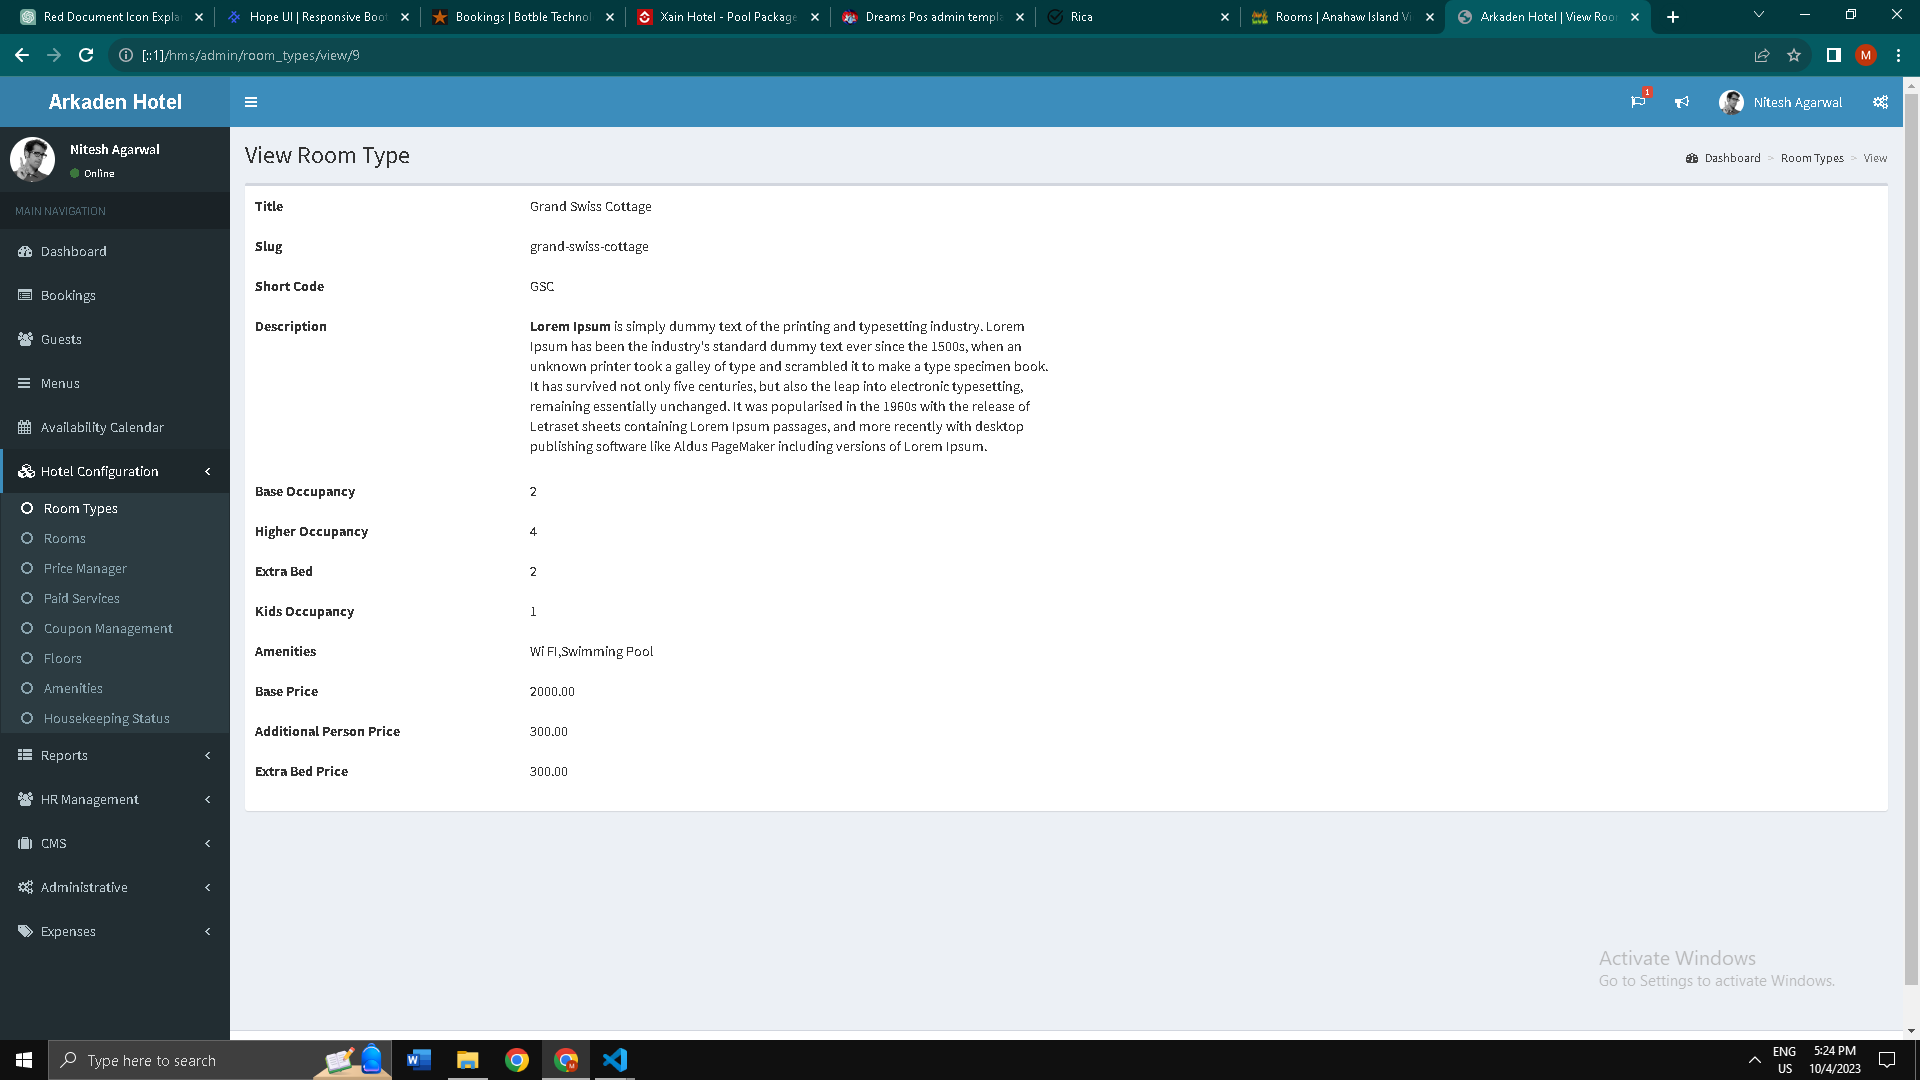 Red Document Icon Expla
Hope UI | Responsive Boot
Bookings | Botble Technol
Xain Hotel - Pool Package
Dreams Pos admin templa
Rica
Rooms | Anahaw Island Vi
Arkaden Hotel | View Roo
[::1]/hms/admin/room_types/view/9
M
Arkaden Hotel
1
Nitesh Agarwal
Nitesh Agarwal
Online
MAIN NAVIGATION
Dashboard
Bookings
Guests
Menus
Availability Calendar
Hotel Configuration
Room Types
Rooms
Price Manager
Paid Services
Coupon Management
Floors
Amenities
Housekeeping Status
Reports
HR Management
CMS
Administrative
Expenses
View Room Type
Dashboard > Room Types > View
Title Grand Swiss Cottage
Slug grand-swiss-cottage
Short Code GSC
Description Lorem Ipsum is simply dummy text of the printing and typesetting industry. Lorem
Ipsum has been the industry's standard dummy text ever since the 1500s, when an
unknown printer took a galley of type and scrambled it to make a type specimen book.
It has survived not only five centuries, but also the leap into electronic typesetting,
remaining essentially unchanged. It was popularised in the 1960s with the release of
Letraset sheets containing Lorem Ipsum passages, and more recently with desktop
publishing software like Aldus PageMaker including versions of Lorem Ipsum.
Base Occupancy 2
Higher Occupancy 4
Extra Bed 2
Kids Occupancy 1
Amenities Wi FI,Swimming Pool
Base Price 2000.00
Additional Person Price 300.00
Extra Bed Price 300.00
Activate Windows
Go to Settings to activate Windows.
Type here to search
ENG
US
5:24 PM
10/4/2023